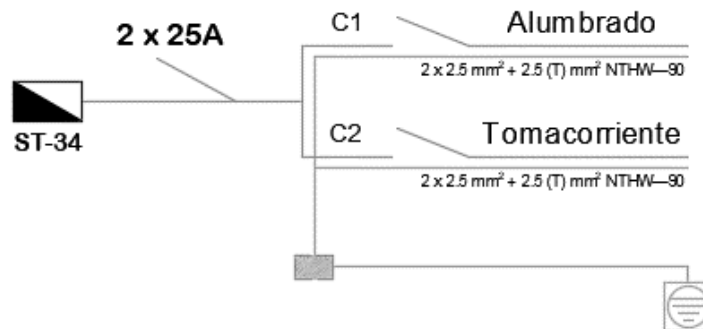 2 x 25A
C1
Alumbrado
2 x 2.5 mm² + 2.5 (T) mm² NTHW—90
ST-34
C2
Tomacorriente
2 x 2.5 mm² + 2.5 (T) mm² NTHW—90